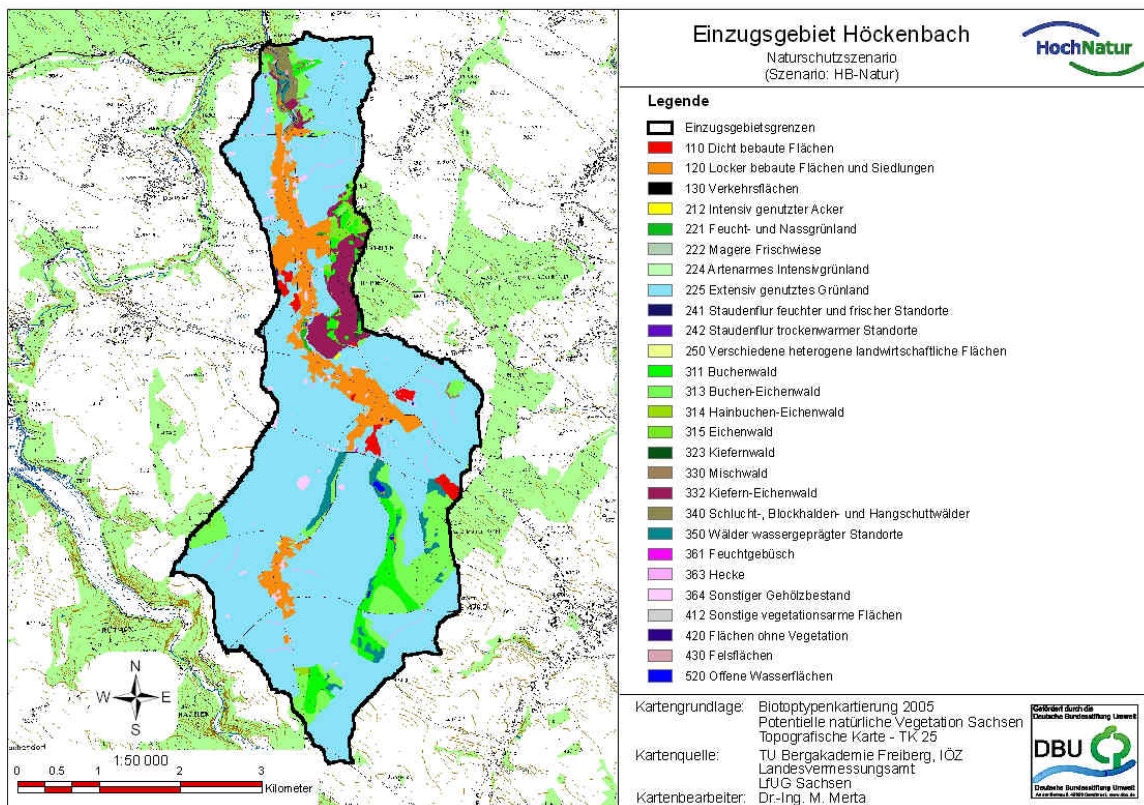 Einzugsgebiet Höckenbach
Naturschutzszenario
(Szenario: HB-Natur)
HochNatur
Legende
Einzugsgebietsgrenzen
110 Dicht bebaute Flächen
120 Locker bebaute Flächen und Siedlungen
130 Verkehrsflächen
212 Intensiv genutzter Acker
221 Feucht- und Nassgrünland
222 Magere Frischwiese
224 Artenarmes Intensivgrünland
225 Extensiv genutztes Grünland
241 Staudenflur feuchter und frischer Standorte
242 Staudenflur trockenwarmer Standorte
250 Verschiedene heterogene landwirtschaftliche Flächen
311 Buchenwald
313 Buchen-Eichenwald
314 Hainbuchen-Eichenwald
315 Eichenwald
323 Kiefernwald
330 Mischwald
332 Kiefern-Eichenwald
340 Schlucht-, Blockhalden- und Hangschuttwälder
350 Wälder wassergeprägter Standorte
361 Feuchtgebüsch
363 Hecke
364 Sonstiger Gehölzbestand
412 Sonstige vegetationsarme Flächen
420 Flächen ohne Vegetation
430 Felsflächen
520 Offene Wasserflächen
N
W E
S
1:50 000
0 0.5 1 2 3
Kilometer
Kartengrundlage: Biotoptypenkartierung 2005
Potentielle natürliche Vegetation Sachsen
Topografische Karte - TK 25
Kartenquelle: TU Bergakademie Freiberg, IÖZ
Landesvermessungsamt
LfUG Sachsen
Kartenbearbeiter: Dr.-Ing. M. Merta
Gefördert durch die
Deutsche Bundesstiftung Umwelt
DBU
Deutsche Bundesstiftung Umwelt